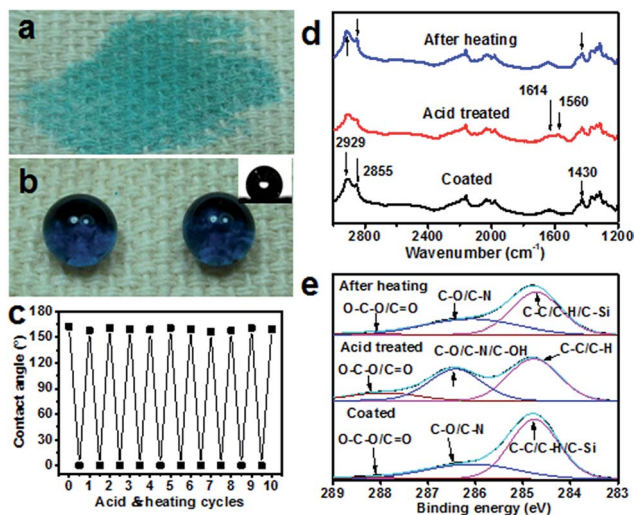 a
b
c
Contact angle (°)
180
150
120
90
60
30
0
0 1 2 3 4 5 6 7 8 9 10
Acid &heating cycles
d
After heating
Acid treated
1614
1560
2929
2855
Coated
1430
2800 2400 2000 1600 1200
Wavenumber (cm-1)
e
After heating
O-C-O/C=O
C-O/C-N
C-C/C-H/C-Si
Acid treated
O-C-O/C=O
C-O/C-N/C-OH
C-C/C-H
Coated
O-C-O/C=O
C-O/C-N
C-C/C-H/C-Si
289 288 287 286 285 284 283
Binding energy (eV)